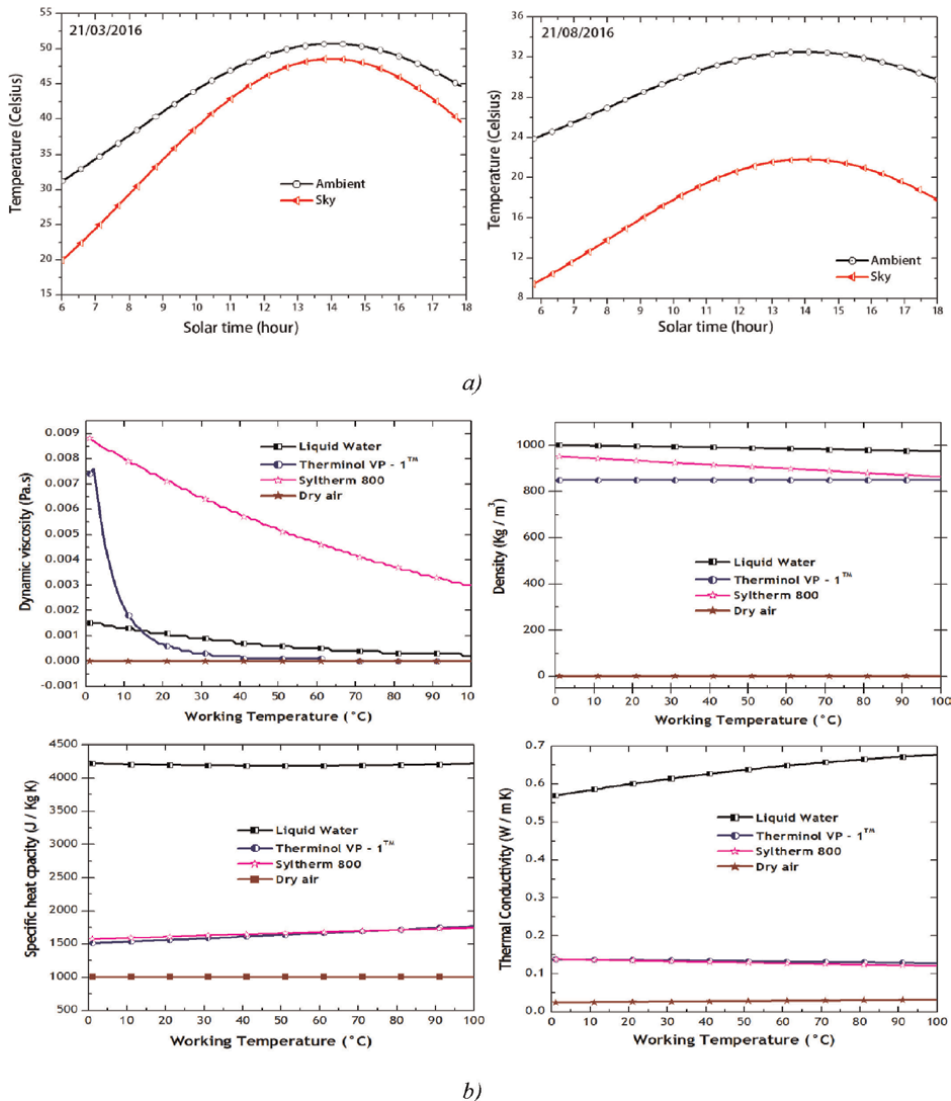 21/03/2016
55
50
45
40
35
30
25
20
15
Temperature (Celsius)
Ambient
Sky
6 7 8 9 10 11 12 13 14 15 16 17 18
Solar time (hour)
21/08/2016
36
32
28
24
20
16
12
8
Temperature (Celsius)
Ambient
Sky
6 7 8 9 10 11 12 13 14 15 16 17 18
Solar time (hour)
a)
0.009
0.008
0.007
0.006
0.005
0.004
0.003
0.002
0.001
0.000
-0.001
Dynamic viscosity (Pa.s)
Liquid Water
Therminol VP - 1™
Syltherm 800
Dry air
0 10 20 30 40 50 60 70 80 90 100
Working Temperature (°C)
1000
800
600
400
200
0
Density (Kg / m³)
Liquid Water
Therminol VP - 1™
Syltherm 800
Dry air
0 10 20 30 40 50 60 70 80 90 100
Working Temperature (°C)
4500
4000
3500
3000
2500
2000
1500
1000
500
Specific heat cpacity (J / Kg K)
Liquid Water
Therminol VP - 1™
Syltherm 800
Dry air
0 10 20 30 40 50 60 70 80 90 100
Working Temperature (°C)
0.7
0.6
0.5
0.4
0.3
0.2
0.1
0.0
Thermal Conductivity (W / m K)
Liquid Water
Therminol VP - 1™
Syltherm 800
Dry air
0 10 20 30 40 50 60 70 80 90 100
Working Temperature (°C)
b)